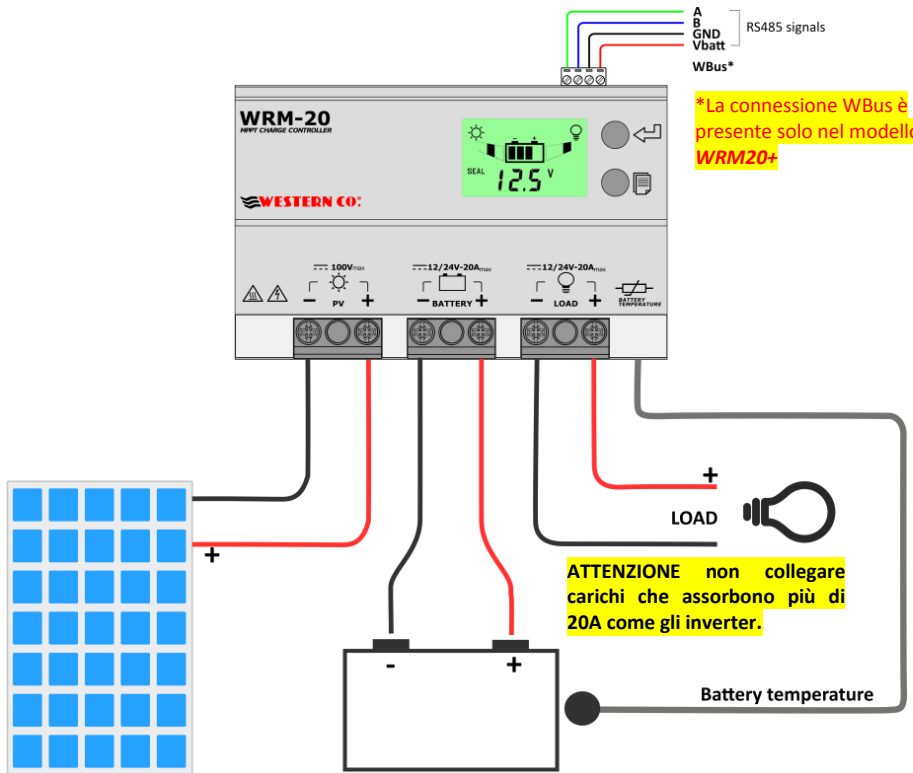 A
B
GND
Vbatt
RS485 signals
WBus*
*La connessione WBus è
presente solo nel modello
WRM20+
WRM-20
MPPT CHARGE CONTROLLER
SEAL 12.5 V
WESTERN CO.
100Vmax
12/24V-20Amax
12/24V-20Amax
- PV +
- BATTERY +
- LOAD +
BATTERY
TEMPERATURE
+
+
LOAD
ATTENZIONE non collegare
carichi che assorbono più di
20A come gli inverter.
- +
Battery temperature